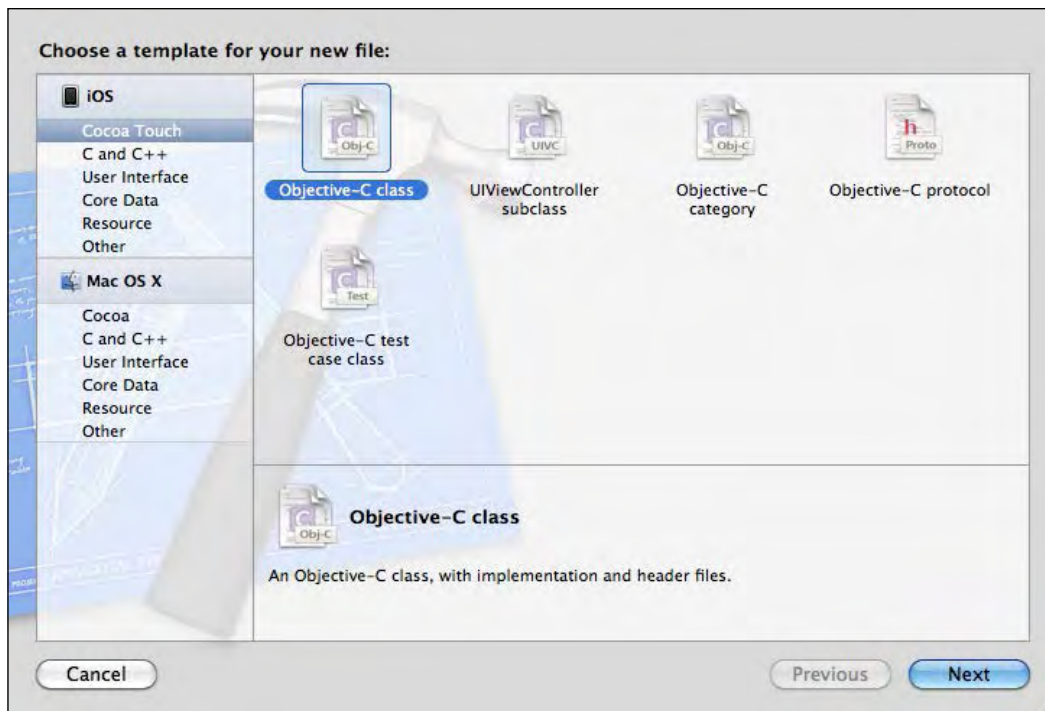 Choose a template for your new file:
iOS
Cocoa Touch
C and C++
User Interface
Core Data
Resource
Other
Mac OS X
Cocoa
C and C++
User Interface
Core Data
Resource
Other
Obj-C
Objective-C class
UIVC
UIViewController
subclass
Obj-C
Objective-C
category
h
Proto
Objective-C protocol
Test
Objective-C test
case class
Obj-C
Objective-C class
An Objective-C class, with implementation and header files.
Cancel
Previous
Next